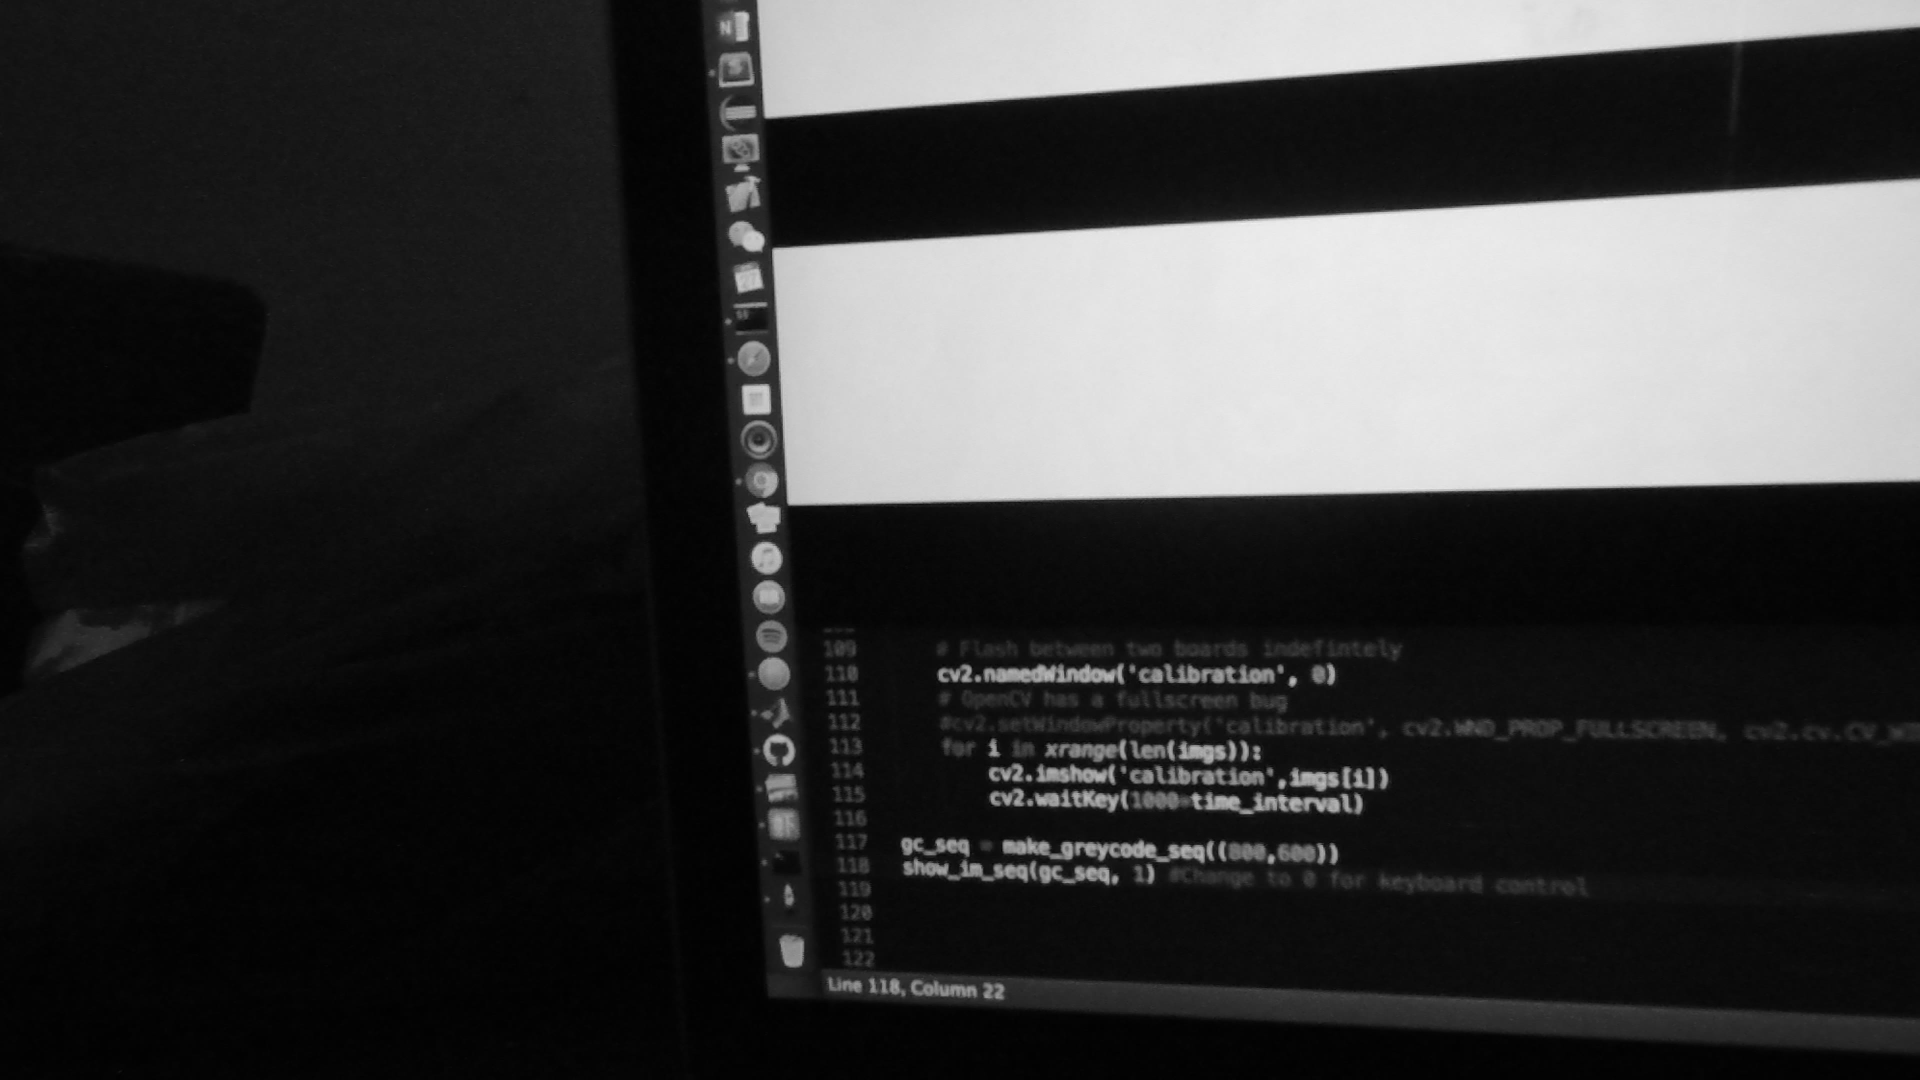 109 # Flash between two boards indefintely
110 cv2.namedWindow('calibration', 0)
111 # OpenCV has a fullscreen bug
112 #cv2.setWindowProperty('calibration', cv2.WND_PROP_FULLSCREEN, cv2.cv.CV_WI
113 for i in xrange(len(imgs)):
114 cv2.imshow('calibration',imgs[i])
115 cv2.waitKey(1000*time_interval)
116
117 gc_seq = make_greycode_seq((800,600))
118 show_im_seq(gc_seq, 1) #Change to 0 for keyboard control
119
120
121
122
Line 118, Column 22